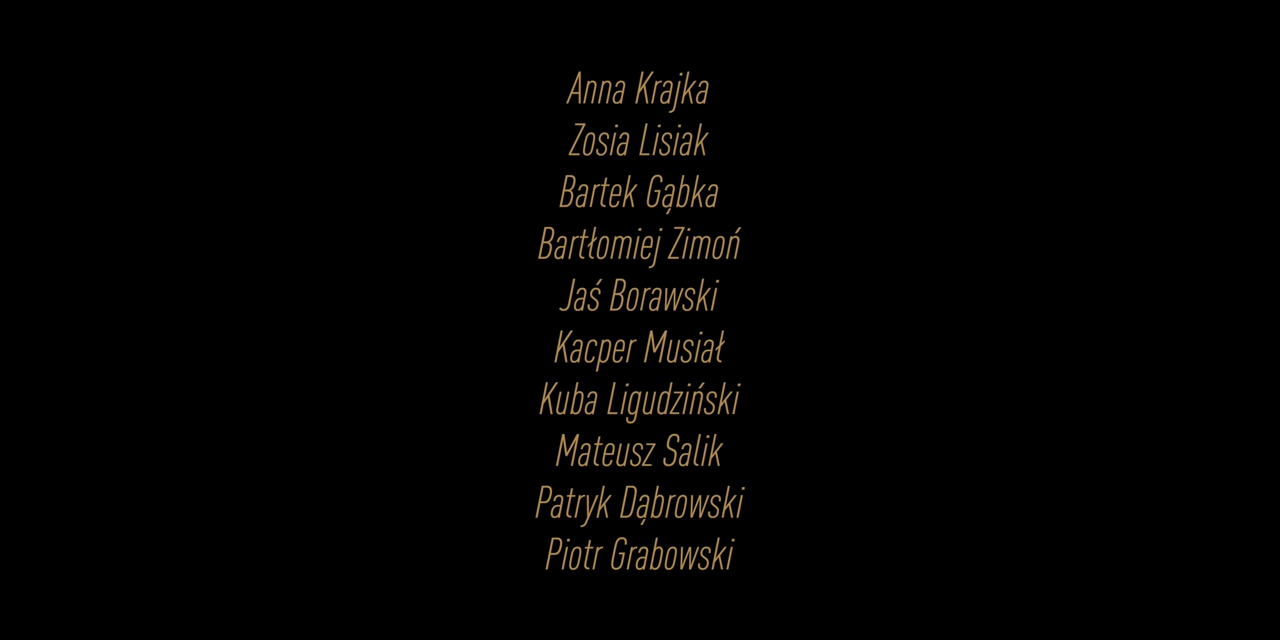 Anna Krajka
Zosia Lisiak
Bartek Gąbka
Bartłomiej Zimoń
Jaś Borawski
Kacper Musiał
Kuba Ligudziński
Mateusz Salik
Patryk Dąbrowski
Piotr Grabowski